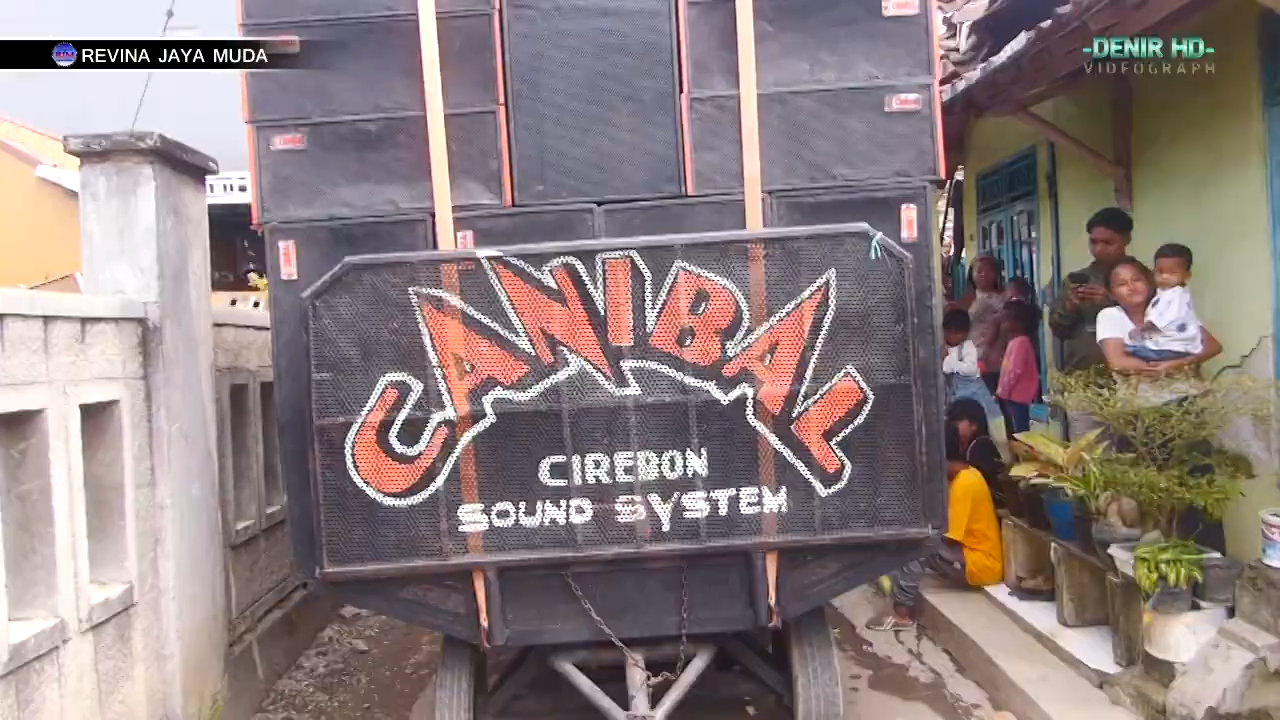 REVINA JAYA MUDA
-DENIR HD-
VIDEOGRAPH
CANIBAL
CIREBON
SOUND SYSTEM